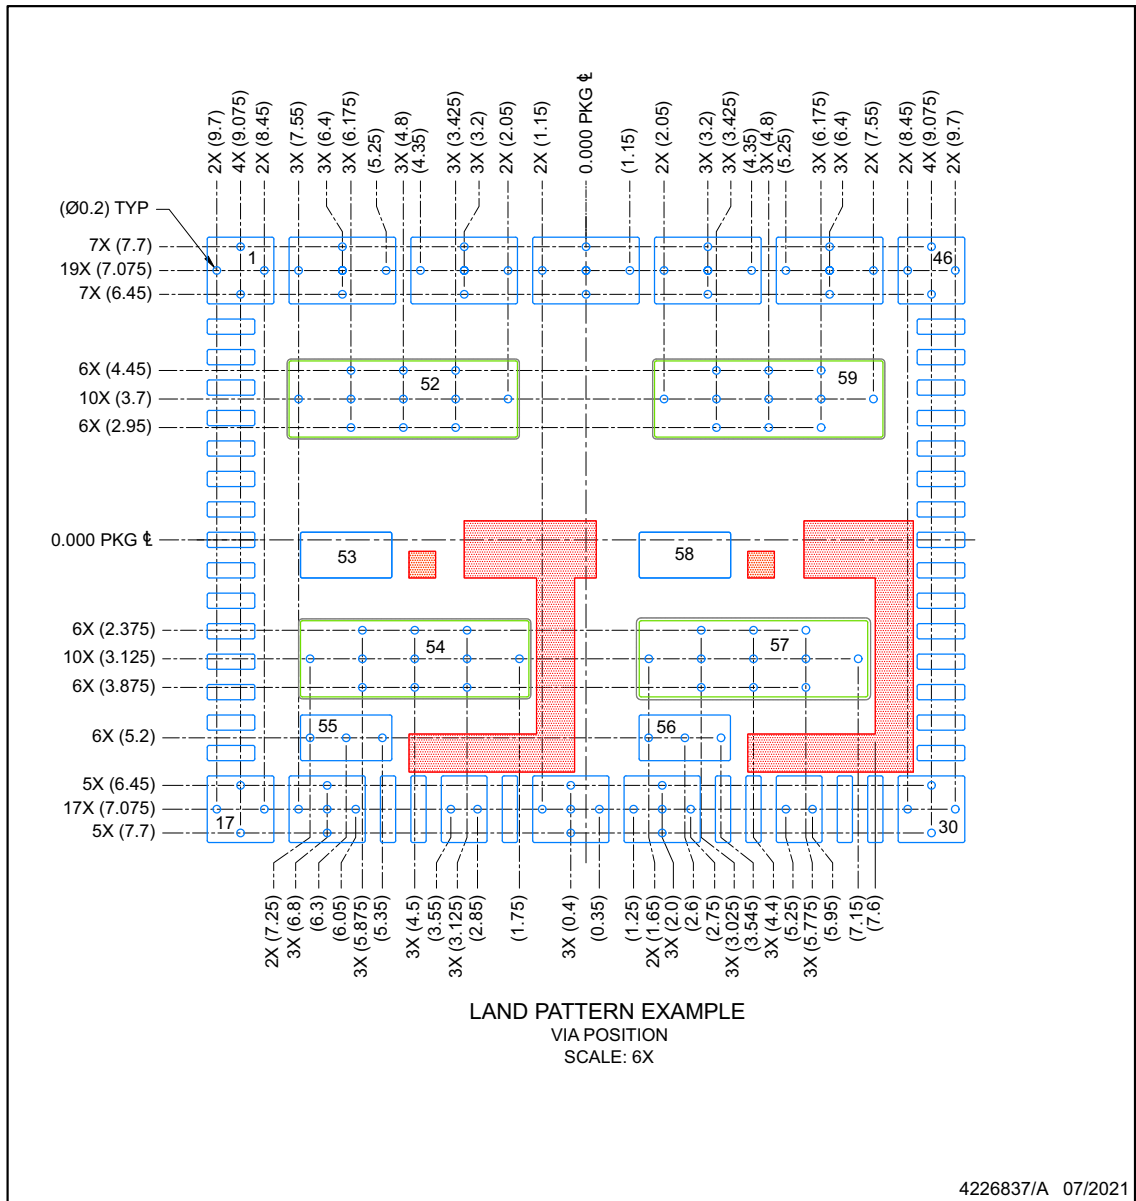 2X (9.7)
4X (9.075)
2X (8.45)
3X (7.55)
3X (6.4)
3X (6.175)
(5.25)
3X (4.8)
(4.35)
3X (3.425)
3X (3.2)
2X (2.05)
2X (1.15)
0.000 PKG ℄
(1.15)
2X (2.05)
3X (3.2)
3X (3.425)
(4.35)
3X (4.8)
(5.25)
3X (6.175)
3X (6.4)
2X (7.55)
2X (8.45)
4X (9.075)
2X (9.7)
(Ø0.2) TYP
7X (7.7)
1
46
19X (7.075)
7X (6.45)
6X (4.45)
52
59
10X (3.7)
6X (2.95)
0.000 PKG ℄
53
58
6X (2.375)
54
57
10X (3.125)
6X (3.875)
55
56
6X (5.2)
5X (6.45)
17X (7.075)
17
30
5X (7.7)
2X (7.25)
3X (6.8)
(6.3)
(6.05)
3X (5.875)
(5.35)
3X (4.5)
(3.55)
3X (3.125)
(2.85)
(1.75)
3X (0.4)
(0.35)
(1.25)
2X (1.65)
3X (2.0)
(2.6)
(2.75)
3X (3.025)
(3.545)
3X (4.4)
(5.25)
3X (5.775)
(5.95)
(7.15)
(7.6)
LAND PATTERN EXAMPLE
VIA POSITION
SCALE: 6X
4226837/A 07/2021